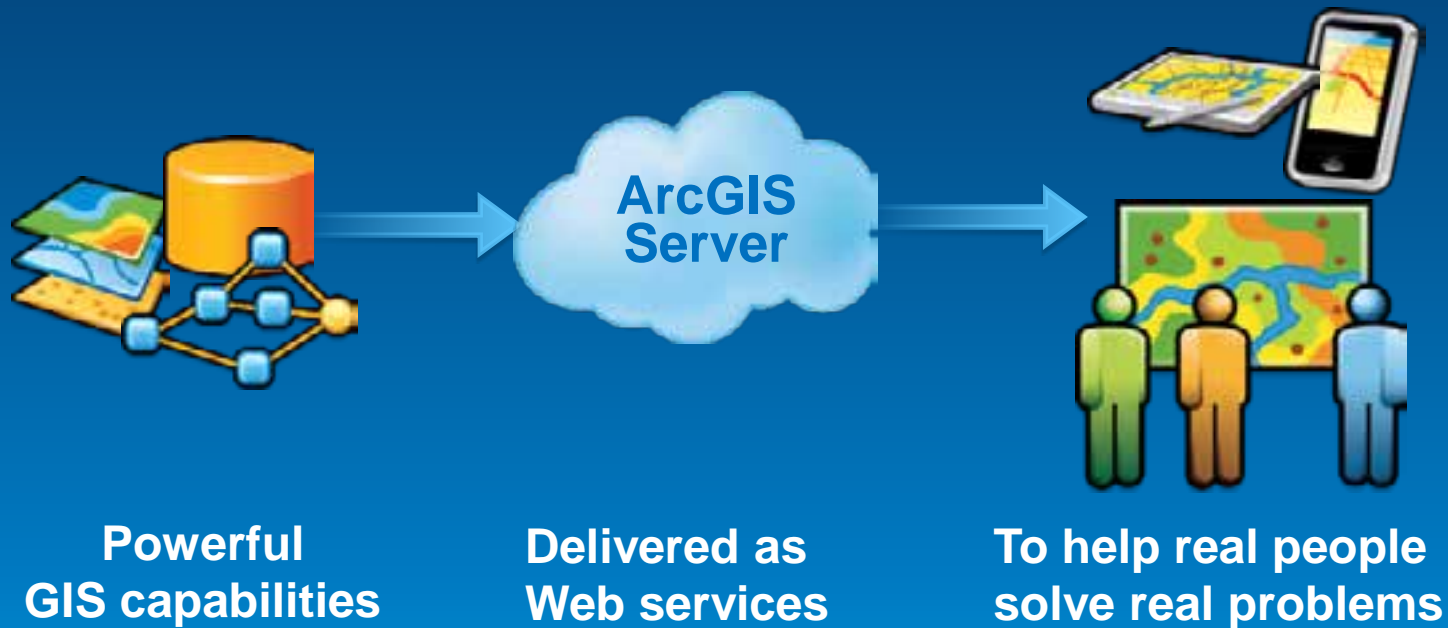 ArcGIS
Server
Powerful
GIS capabilities
Delivered as
Web services
To help real people
solve real problems